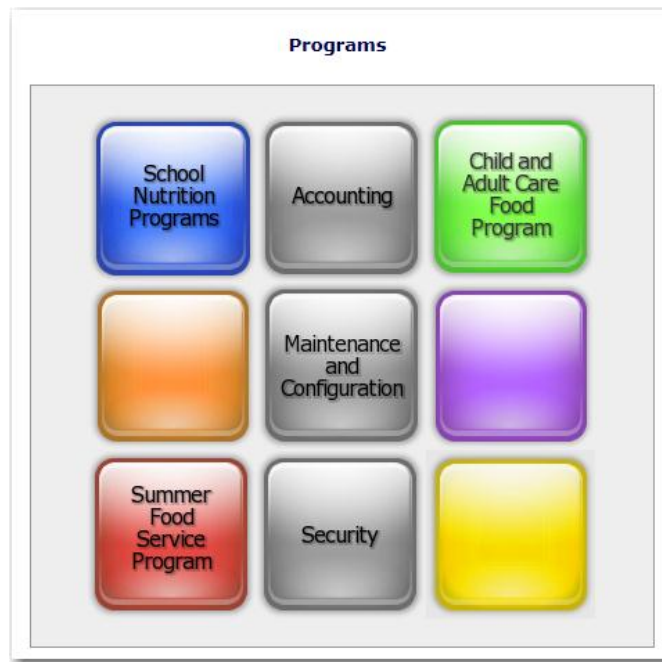 Programs
School
Nutrition
Programs
Accounting
Child and
Adult Care
Food
Program
Maintenance
and
Configuration
Summer
Food
Service
Program
Security